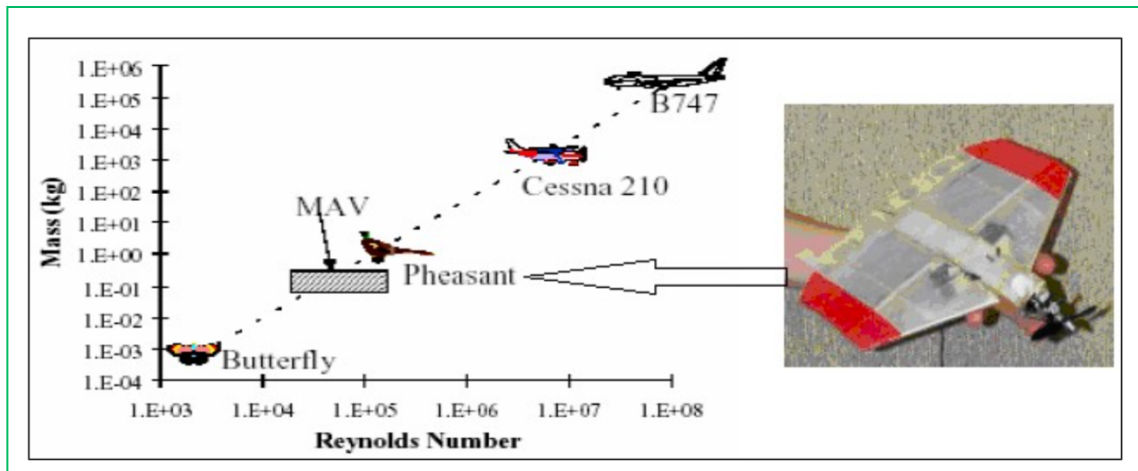 1.E+06
1.E+05
1.E+04
1.E+03
1.E+02
1.E+01
1.E+00
1.E-01
1.E-02
1.E-03
1.E-04
Mass (kg)
B747
Cessna 210
MAV
Pheasant
Butterfly
1.E+03 1.E+04 1.E+05 1.E+06 1.E+07 1.E+08
Reynolds Number